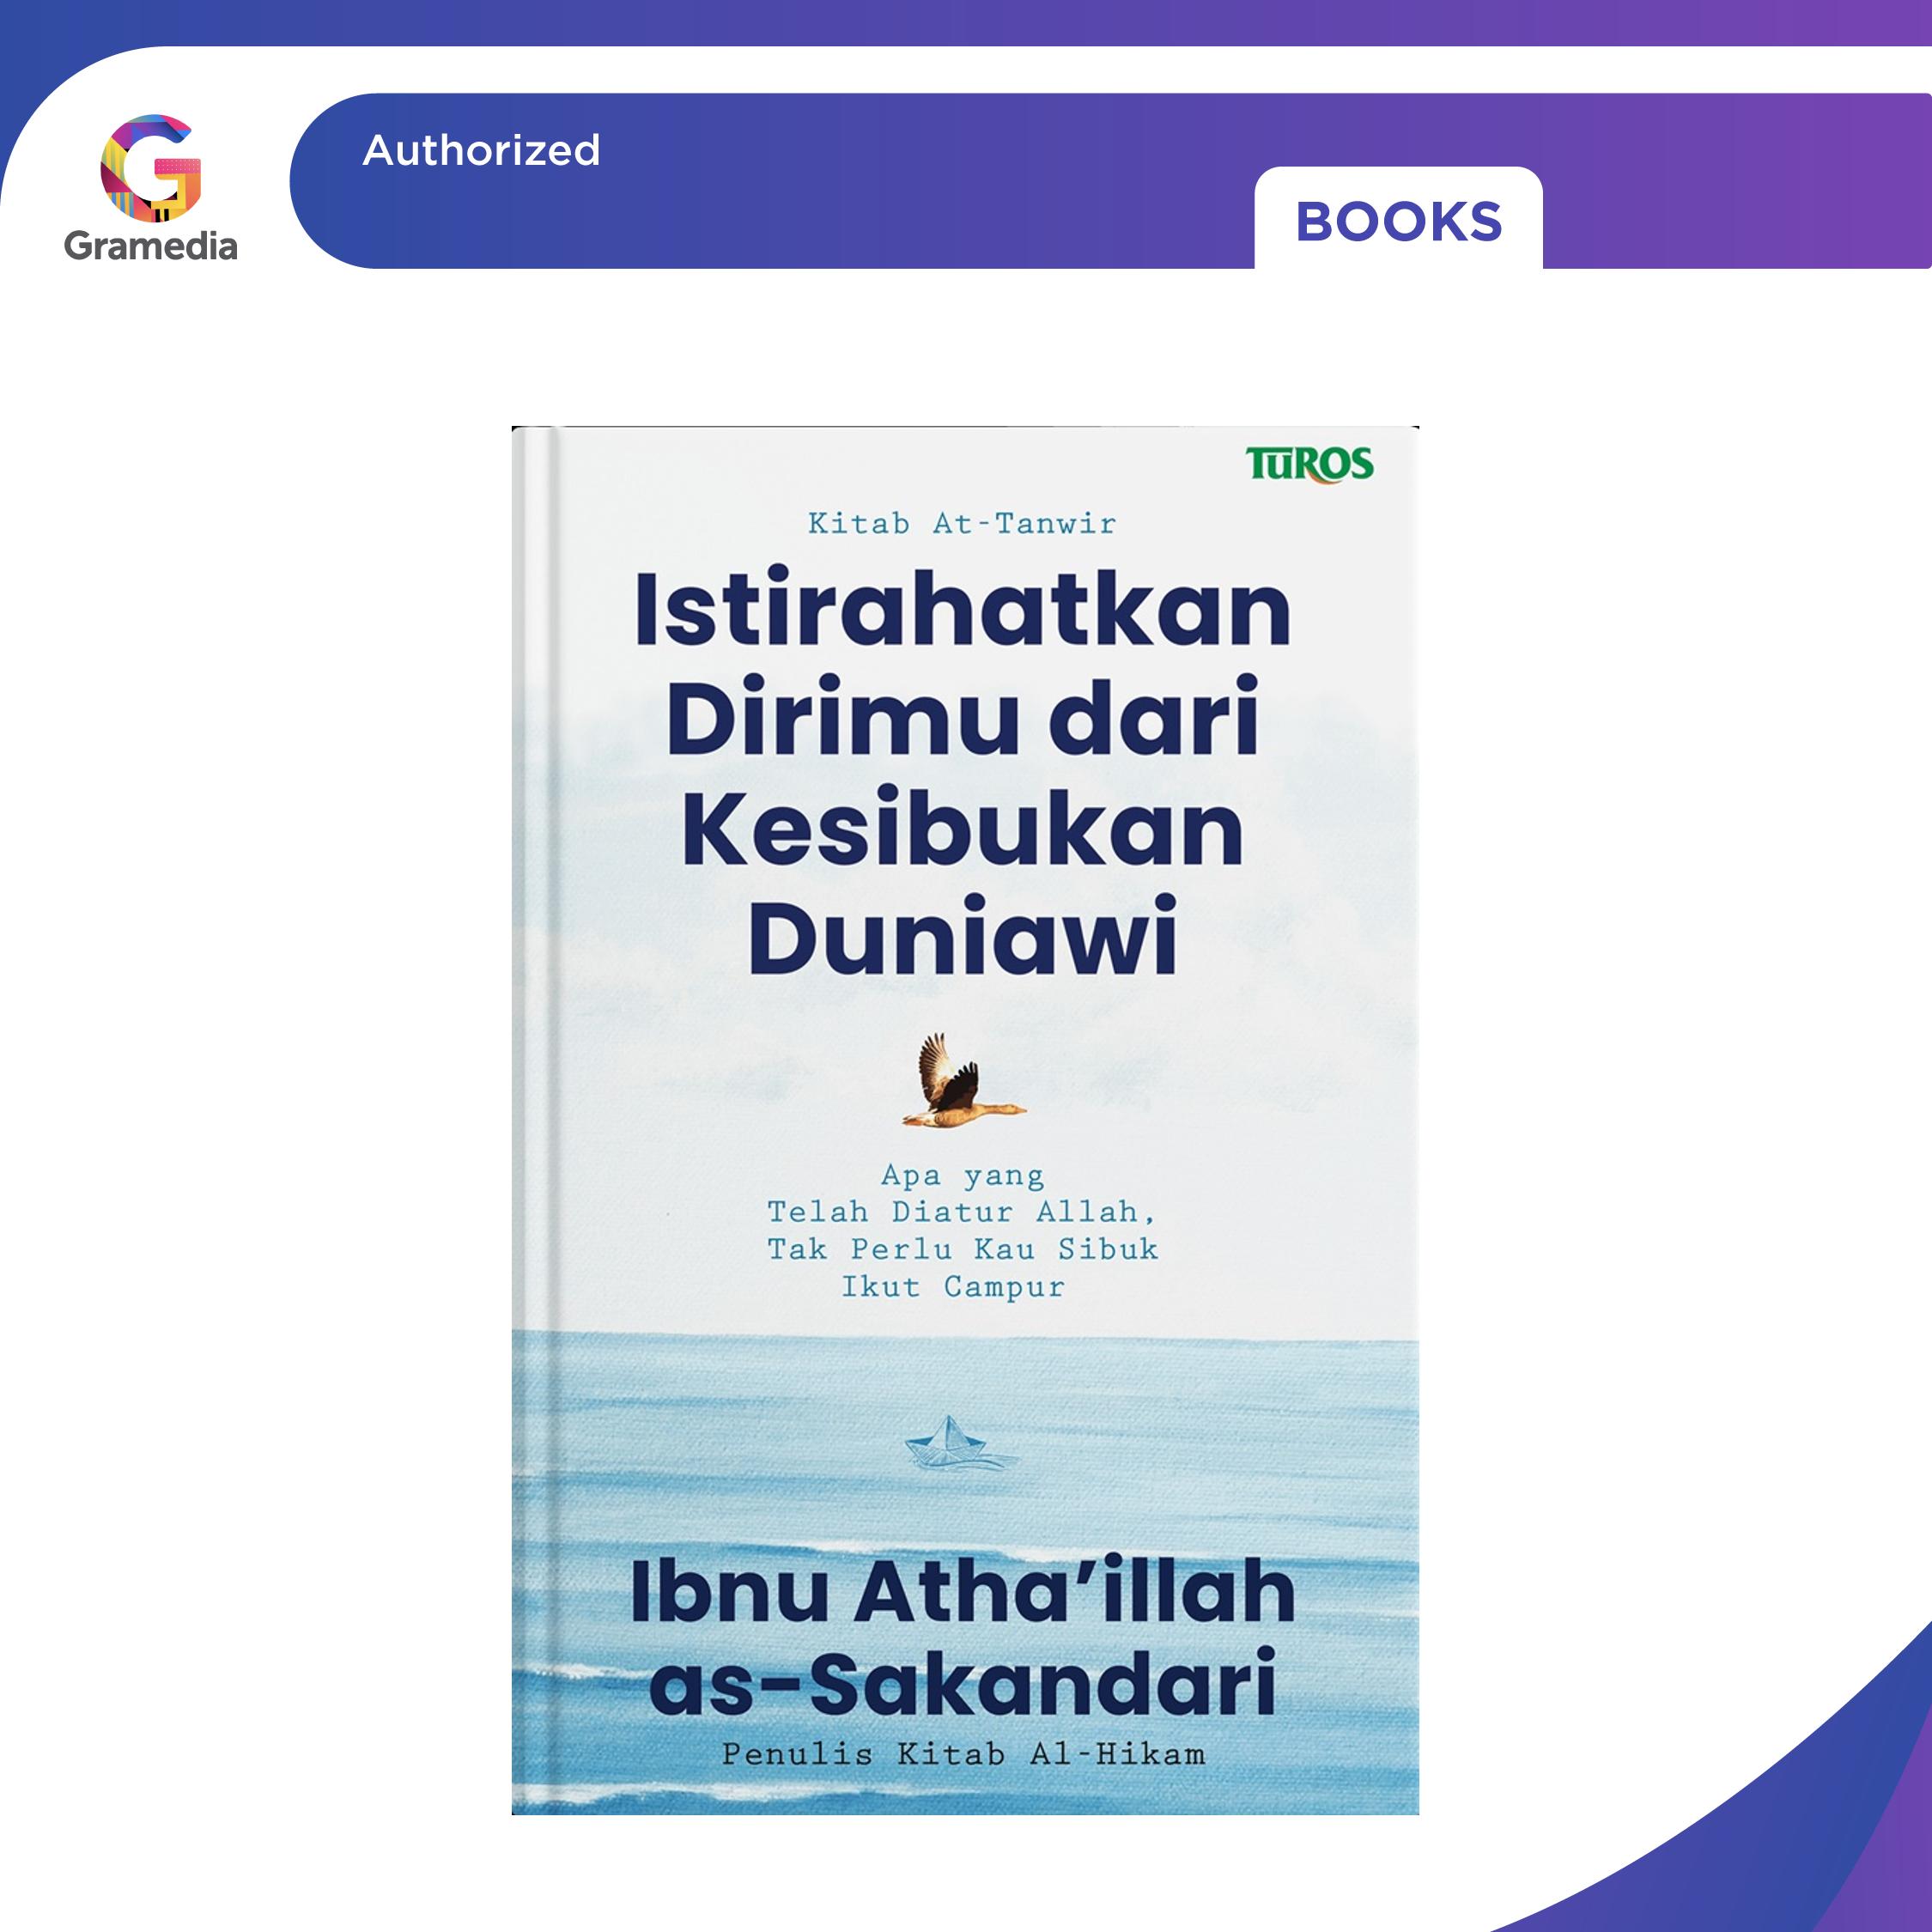 Gramedia
Authorized
BOOKS
TUROS
Kitab At-Tanwir
Istirahatkan
Dirimu dari
Kesibukan
Duniawi
Apa yang
Telah Diatur Allah,
Tak Perlu Kau Sibuk
Ikut Campur
Ibnu Atha’illah
as-Sakandari
Penulis Kitab Al-Hikam